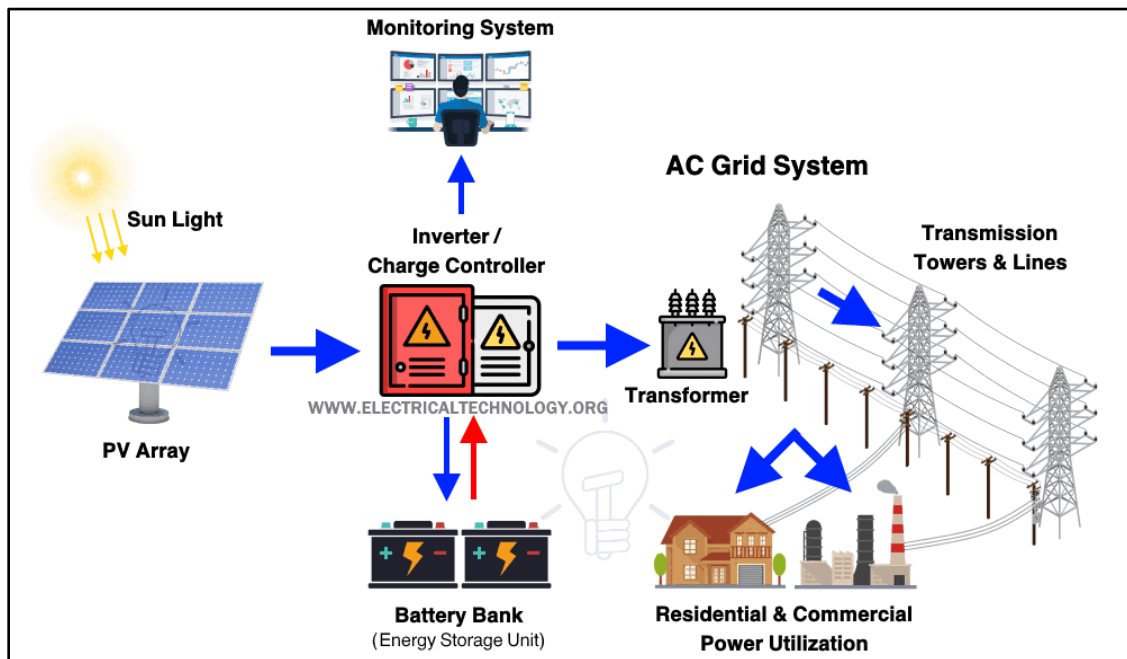 Monitoring System
AC Grid System
Sun Light
Inverter /
Charge Controller
Transmission
Towers & Lines
Transformer
WWW.ELECTRICALTECHNOLOGY.ORG
PV Array
Battery Bank
(Energy Storage Unit)
Residential & Commercial
Power Utilization